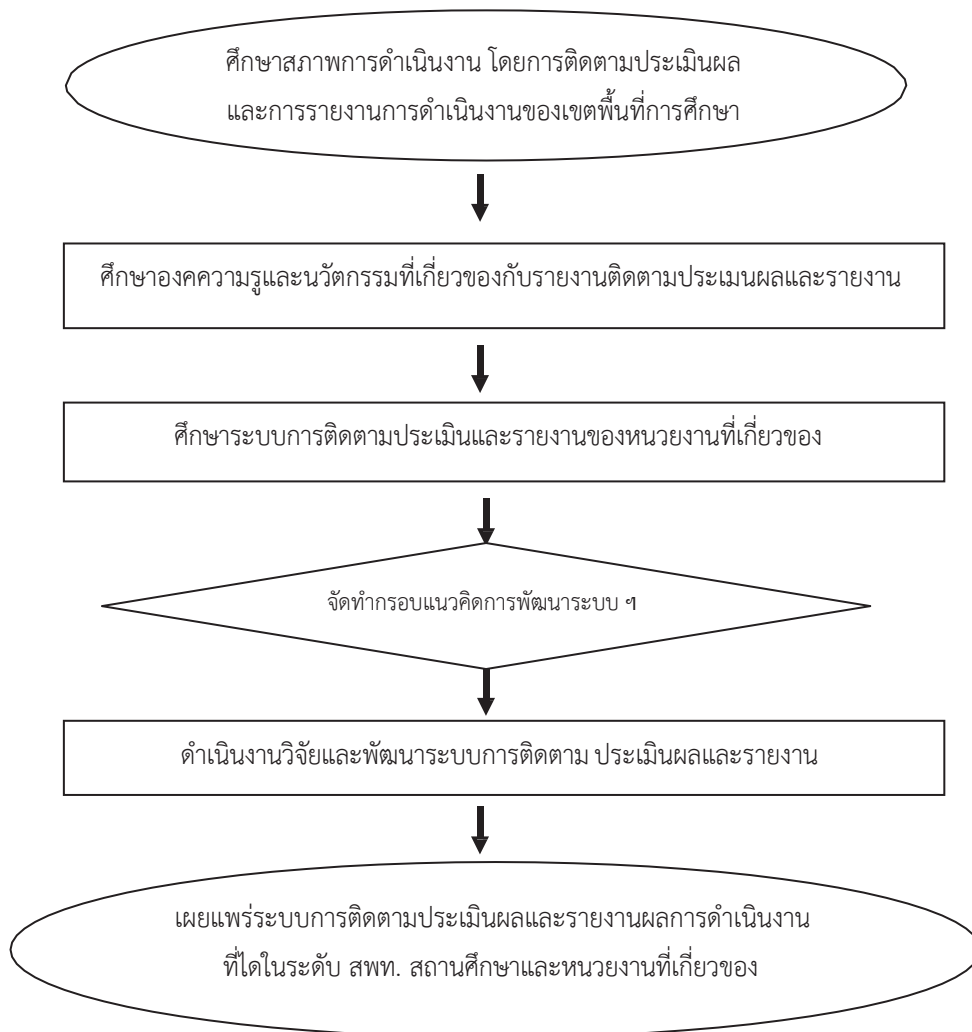 ศึกษาสภาพการดำเนินงาน โดยการติดตามประเมินผล
และการรายงานการดำเนินงานของเขตพื้นที่การศึกษา
ศึกษาองคความรูและนวัตกรรมที่เกี่ยวของกับรายงานติดตามประเมนผลและรายงาน
ศึกษาระบบการติดตามประเมินและรายงานของหนวยงานที่เกี่ยวของ
จัดทำกรอบแนวคิดการพัฒนาระบบ ฯ
ดำเนินงานวิจัยและพัฒนาระบบการติดตาม ประเมินผลและรายงาน
เผยแพร่ระบบการติดตามประเมินผลและรายงานผลการดำเนินงาน
ที่ไดในระดับ สพท. สถานศึกษาและหนวยงานที่เกี่ยวของ